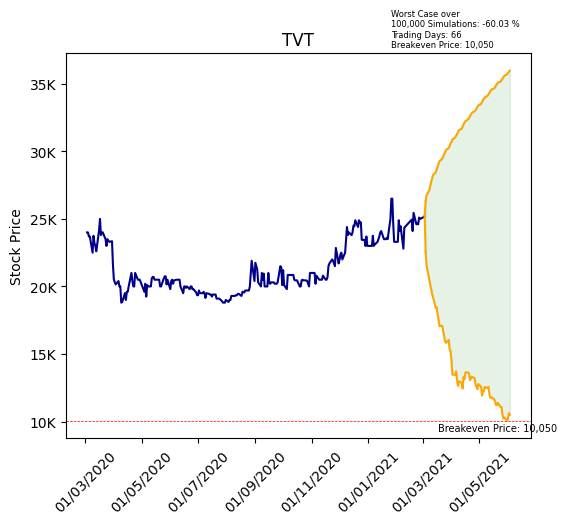 Worst Case over
100,000 Simulations: -60.03 %
Trading Days: 66
Breakeven Price: 10,050
TVT
Stock Price
35K
30K
25K
20K
15K
10K
Breakeven Price: 10,050
01/03/2020
01/05/2020
01/07/2020
01/09/2020
01/11/2020
01/01/2021
01/03/2021
01/05/2021